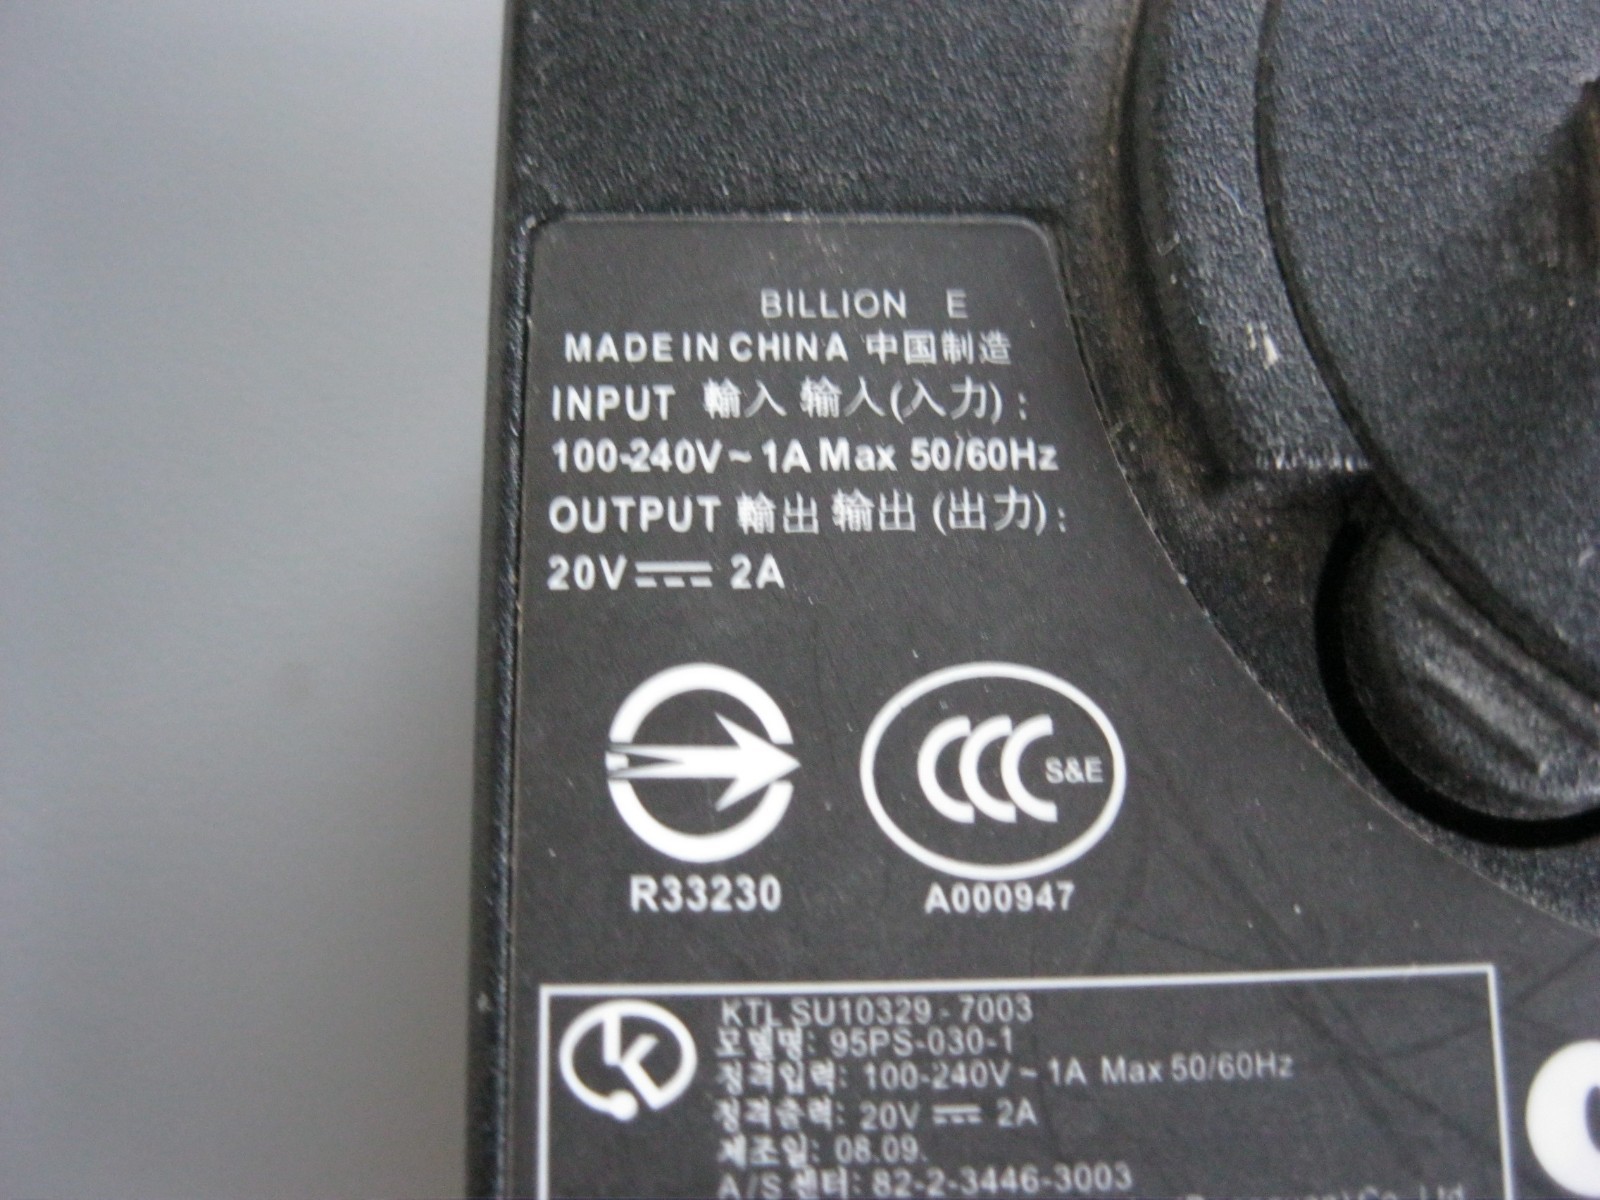 BILLION E
MADE IN CHINA 中国制造
INPUT 輸入 输入(入力) :
100-240V ~ 1A Max 50/60Hz
OUTPUT 輸出 输出 (出力) :
20V ⎓ 2A
CCC S&E
R33230 A000947
KTL SU10329-7003
모델명: 95PS-030-1
정격입력: 100-240V ~ 1A Max 50/60Hz
정격출력: 20V ⎓ 2A
제조일: 08.09.
A/S 센터: 82-2-3446-3003
Co., Ltd